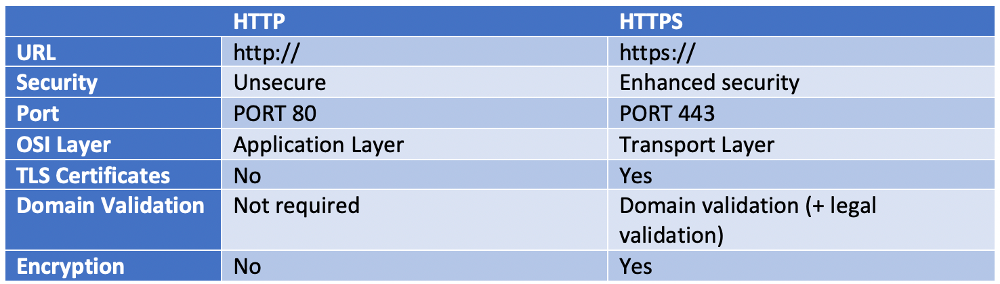 HTTP HTTPS
URL http:// https://
Security Unsecure Enhanced security
Port PORT 80 PORT 443
OSI Layer Application Layer Transport Layer
TLS Certificates No Yes
Domain Validation Not required Domain validation (+ legal
validation)
Encryption No Yes